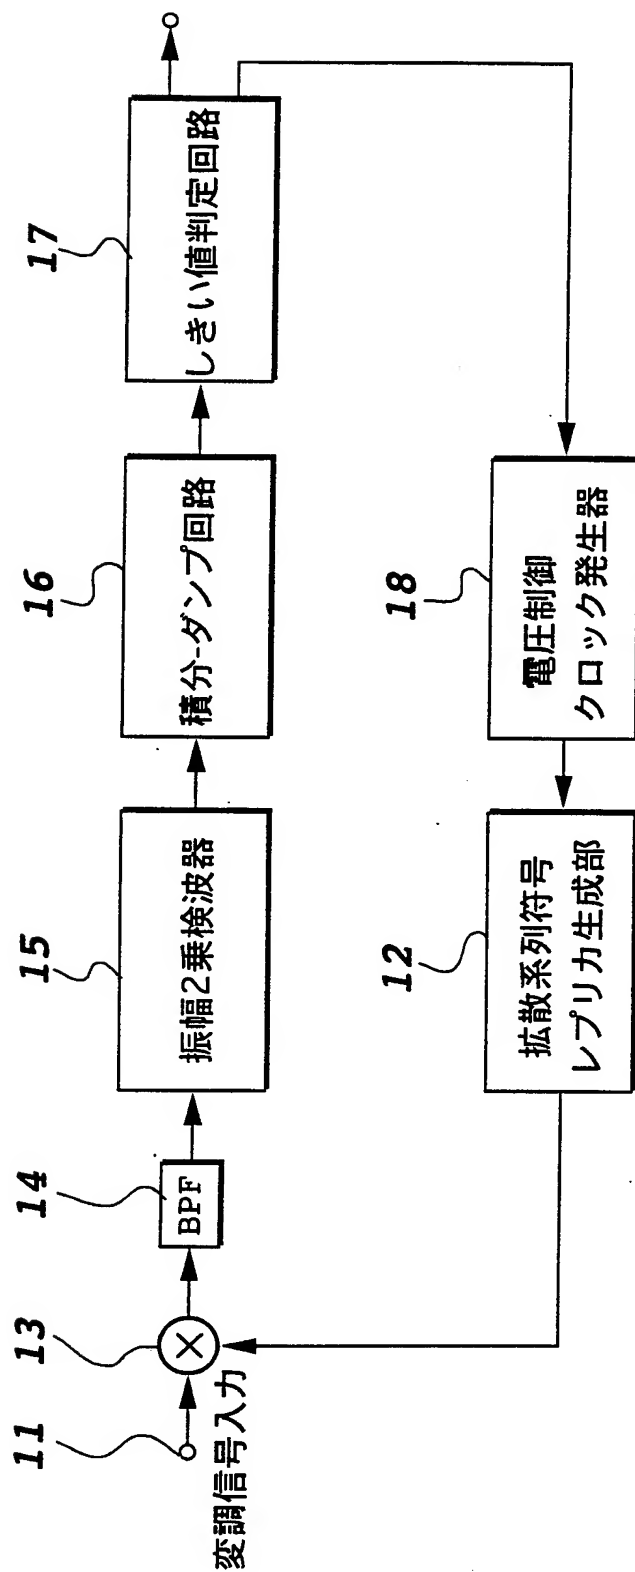 11
変調信号入力
13
14
BPF
15
振幅2乗検波器
16
積分-ダンプ回路
17
しきい値判定回路
12
拡散系列符号
レプリカ生成部
18
電圧制御
クロック発生器